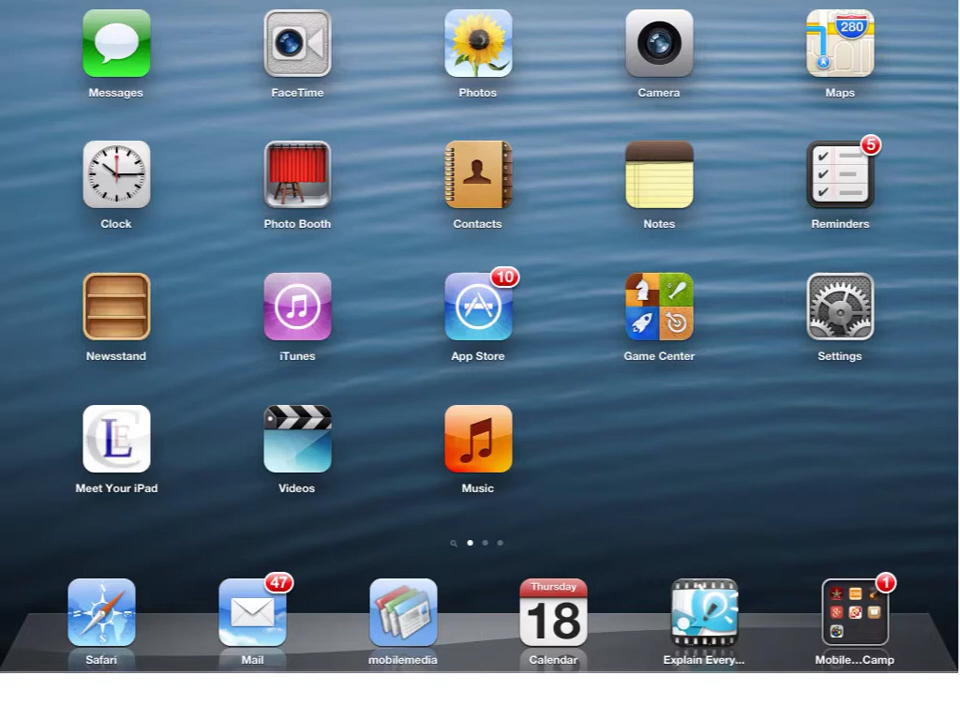 280
Messages
FaceTime
Photos
Camera
Maps
5
Clock
Photo Booth
Contacts
Notes
Reminders
10
Newsstand
iTunes
App Store
Game Center
Settings
LEC
Meet Your iPad
Videos
Music
47
Thursday
18
1
Safari
Mail
mobilemedia
Calendar
Explain Every...
Mobile...Camp